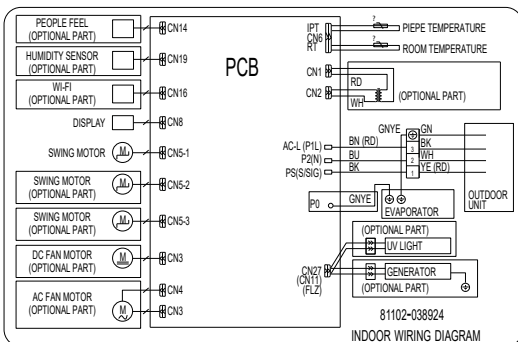 PEOPLE FEEL
(OPTIONAL PART)
CN14
HUMIDITY SENSOR
(OPTIONAL PART)
CN19
WI-FI
(OPTIONAL PART)
CN16
DISPLAY
CN8
SWING MOTOR
M
CN5-1
SWING MOTOR
(OPTIONAL PART)
M
CN5-2
SWING MOTOR
(OPTIONAL PART)
M
CN5-3
DC FAN MOTOR
(OPTIONAL PART)
M
CN3
AC FAN MOTOR
(OPTIONAL PART)
M
CN4
CN3
PCB
IPT
CN6
RT
?
PIEPE TEMPERATURE
?
ROOM TEMPERATURE
CN1
CN2
RD
WH
(OPTIONAL PART)
AC-L (P1L)
P2(N)
PS(S/SIG)
BN (RD)
BU
BK
GNYE
3
2
1
GN
BK
WH
YE (RD)
OUTDOOR
UNIT
P0
GNYE
EVAPORATOR
(OPTIONAL PART)
UV LIGHT
CN27
(CN11)
(FLZ)
GENERATOR
(OPTIONAL PART)
81102-038924
INDOOR WIRING DIAGRAM